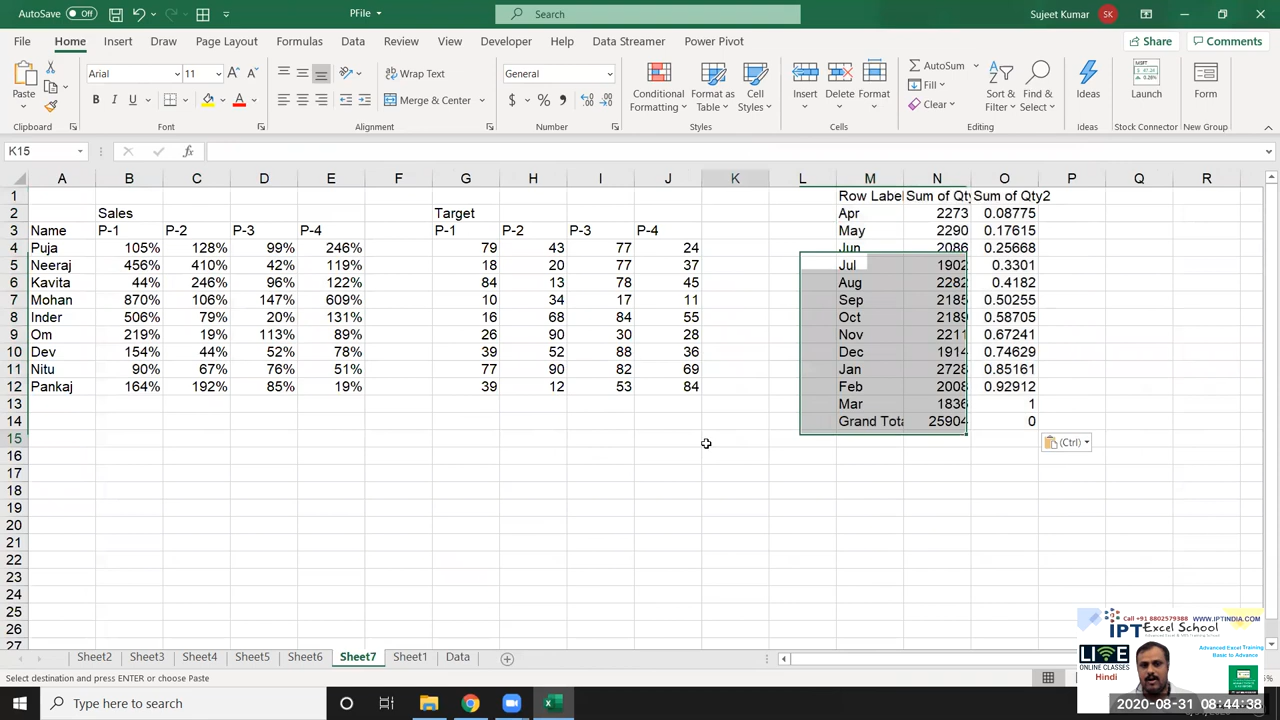 AutoSave Off
PFile
Search
Sujeet Kumar SK
File Home Insert Draw Page Layout Formulas Data Review View Developer Help Data Streamer Power Pivot
Share Comments
Paste
Clipboard
Arial 11
B I U
Font
Wrap Text
Merge & Center
Alignment
General
$ % ,
Number
Conditional Formatting
Format as Table
Cell Styles
Styles
Insert Delete Format
Cells
AutoSum
Fill
Clear
Sort & Filter
Find & Select
Editing
Ideas
Ideas
Launch
Stock Connector
Form
New Group
K15
fx
A B C D E F G H I J K L M N O P Q R
1 Row Labe Sum of Qty Sum of Qty2
2 Sales Target Apr 2273 0.08775
3 Name P-1 P-2 P-3 P-4 P-1 P-2 P-3 P-4 May 2290 0.17615
4 Puja 105% 128% 99% 246% 79 43 77 24 Jun 2086 0.25668
5 Neeraj 456% 410% 42% 119% 18 20 77 37 Jul 1902 0.3301
6 Kavita 44% 246% 96% 122% 84 13 78 45 Aug 2282 0.4182
7 Mohan 870% 106% 147% 609% 10 34 17 11 Sep 2185 0.50255
8 Inder 506% 79% 20% 131% 16 68 84 55 Oct 2189 0.58705
9 Om 219% 19% 113% 89% 26 90 30 28 Nov 2211 0.67241
10 Dev 154% 44% 52% 78% 39 52 88 36 Dec 1914 0.74629
11 Nitu 90% 67% 76% 51% 77 90 82 69 Jan 2728 0.85161
12 Pankaj 164% 192% 85% 19% 39 12 53 84 Feb 2008 0.92912
13 Mar 1836 1
14 Grand Tota 25904 0
15 (Ctrl)
16
17
18
19
20
21
22
23
24
25
26
27
Call +91 8802579388 WWW.IPTINDIA.COM
iPT Excel School
Advanced Excel & MIS Training School
LIVE
ONLINE CLASSES
Hindi
Advanced Excel Training
Basic to Advance
Sheet2 Sheet3 Sheet4 Sheet5 Sheet6 Sheet7 Sheet1 Data
Select destination and press ENTER or choose Paste
Type here to search
2020-08-31 08:44:38